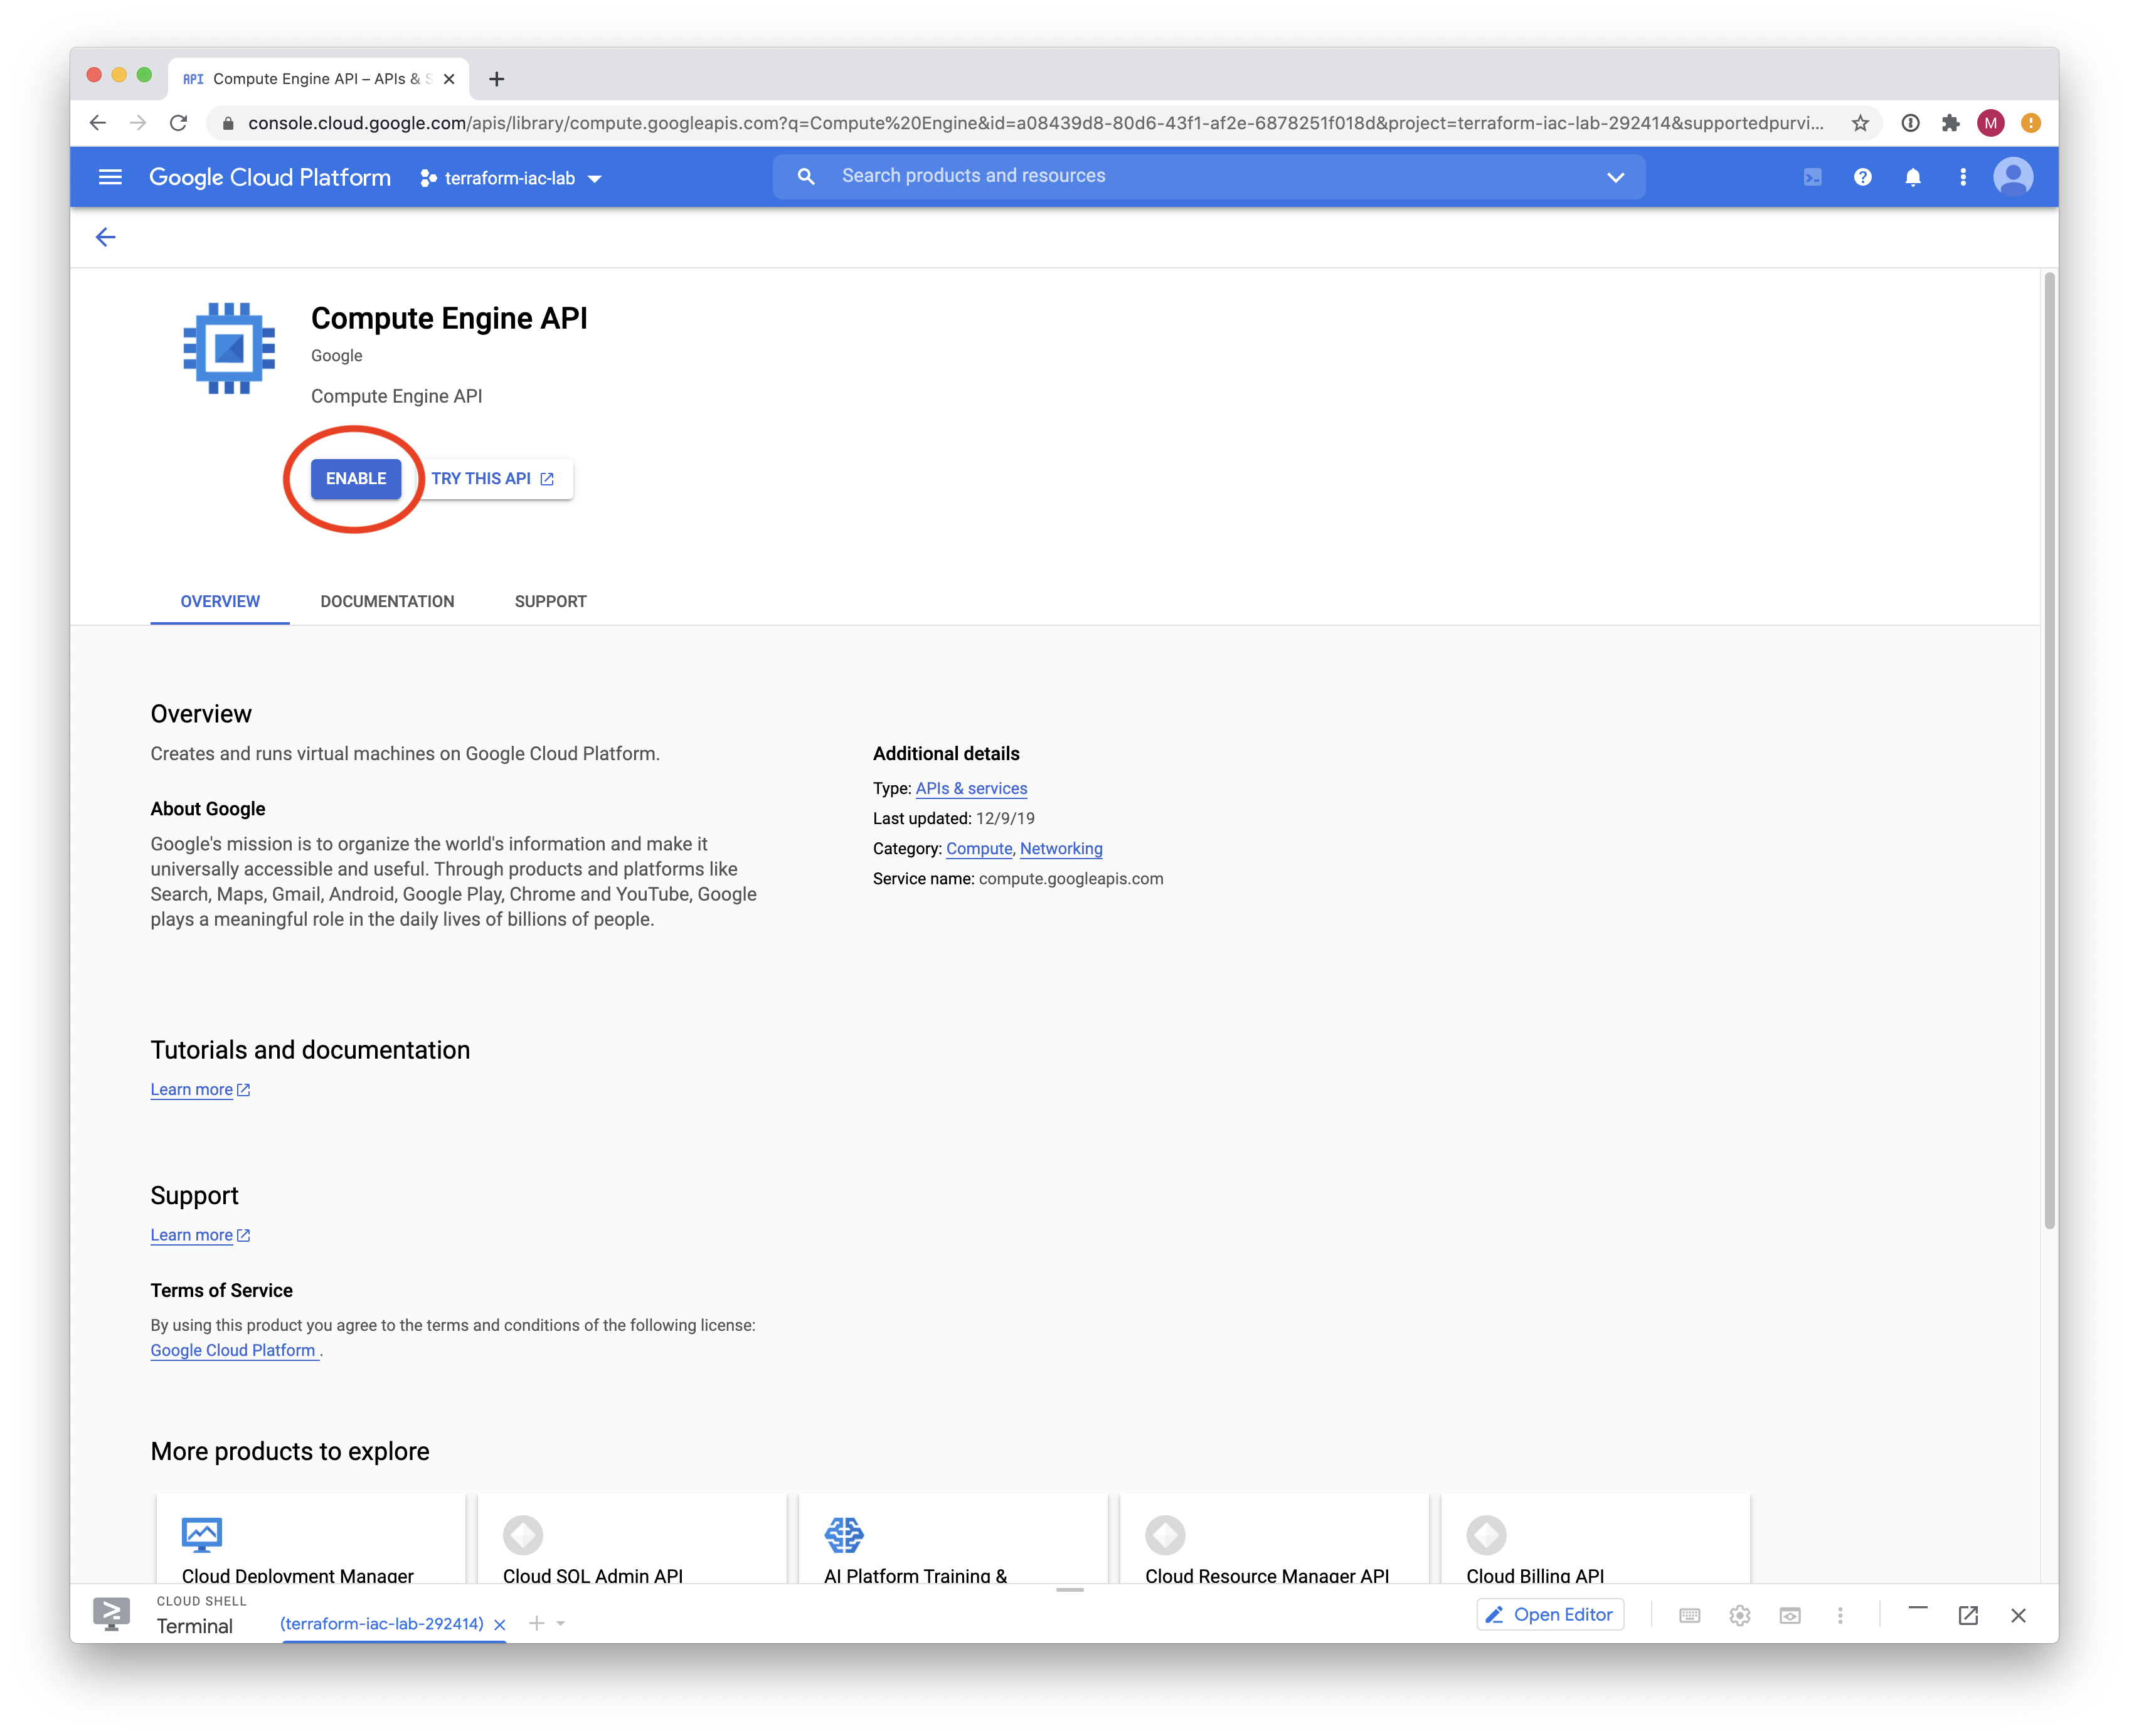 API Compute Engine API – APIs & S
console.cloud.google.com/apis/library/compute.googleapis.com?q=Compute%20Engine&id=a08439d8-80d6-43f1-af2e-6878251f018d&project=terraform-iac-lab-292414&supportedpurvi...
M
Google Cloud Platform
terraform-iac-lab
Search products and resources
Compute Engine API
Google
Compute Engine API
ENABLE
TRY THIS API
OVERVIEW
DOCUMENTATION
SUPPORT
Overview
Creates and runs virtual machines on Google Cloud Platform.
About Google
Google's mission is to organize the world's information and make it
universally accessible and useful. Through products and platforms like
Search, Maps, Gmail, Android, Google Play, Chrome and YouTube, Google
plays a meaningful role in the daily lives of billions of people.
Additional details
Type: APIs & services
Last updated: 12/9/19
Category: Compute, Networking
Service name: compute.googleapis.com
Tutorials and documentation
Learn more
Support
Learn more
Terms of Service
By using this product you agree to the terms and conditions of the following license:
Google Cloud Platform .
More products to explore
Cloud Deployment Manager
Cloud SQL Admin API
AI Platform Training &
Cloud Resource Manager API
Cloud Billing API
CLOUD SHELL
Terminal
(terraform-iac-lab-292414)
Open Editor